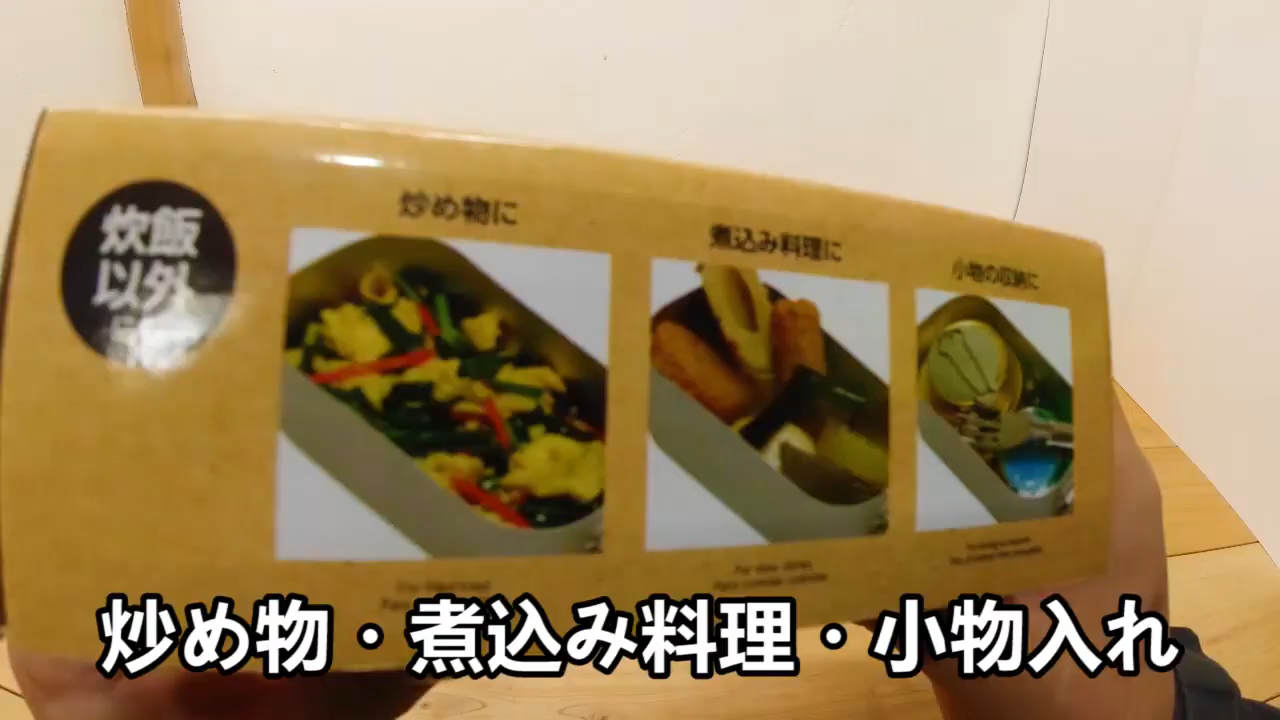 炊飯
以外
炒め物に
煮込み料理に
小物の収納に
炒め物・煮込み料理・小物入れ